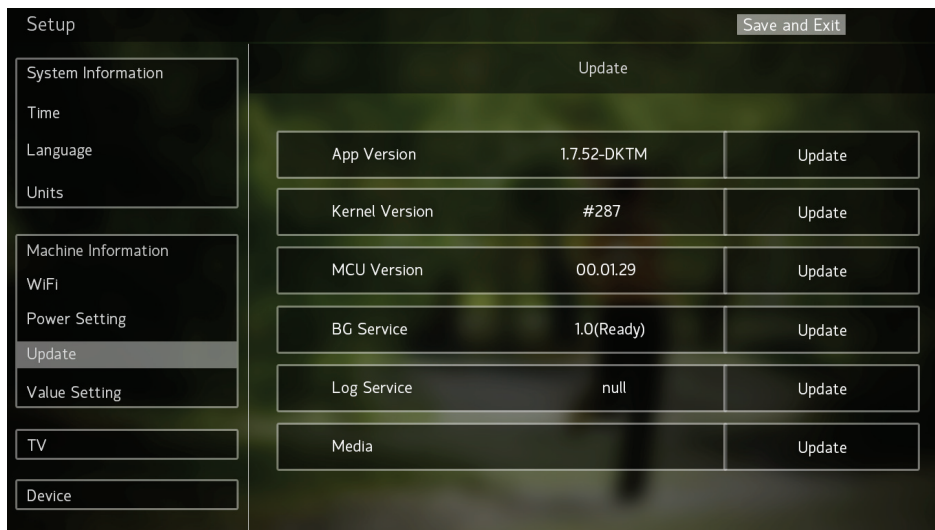 Setup
Save and Exit
System Information
Time
Language
Units
Machine Information
WiFi
Power Setting
Update
Value Setting
TV
Device
Update
App Version 1.7.52-DKTM Update
Kernel Version #287 Update
MCU Version 00.01.29 Update
BG Service 1.0(Ready) Update
Log Service null Update
Media Update